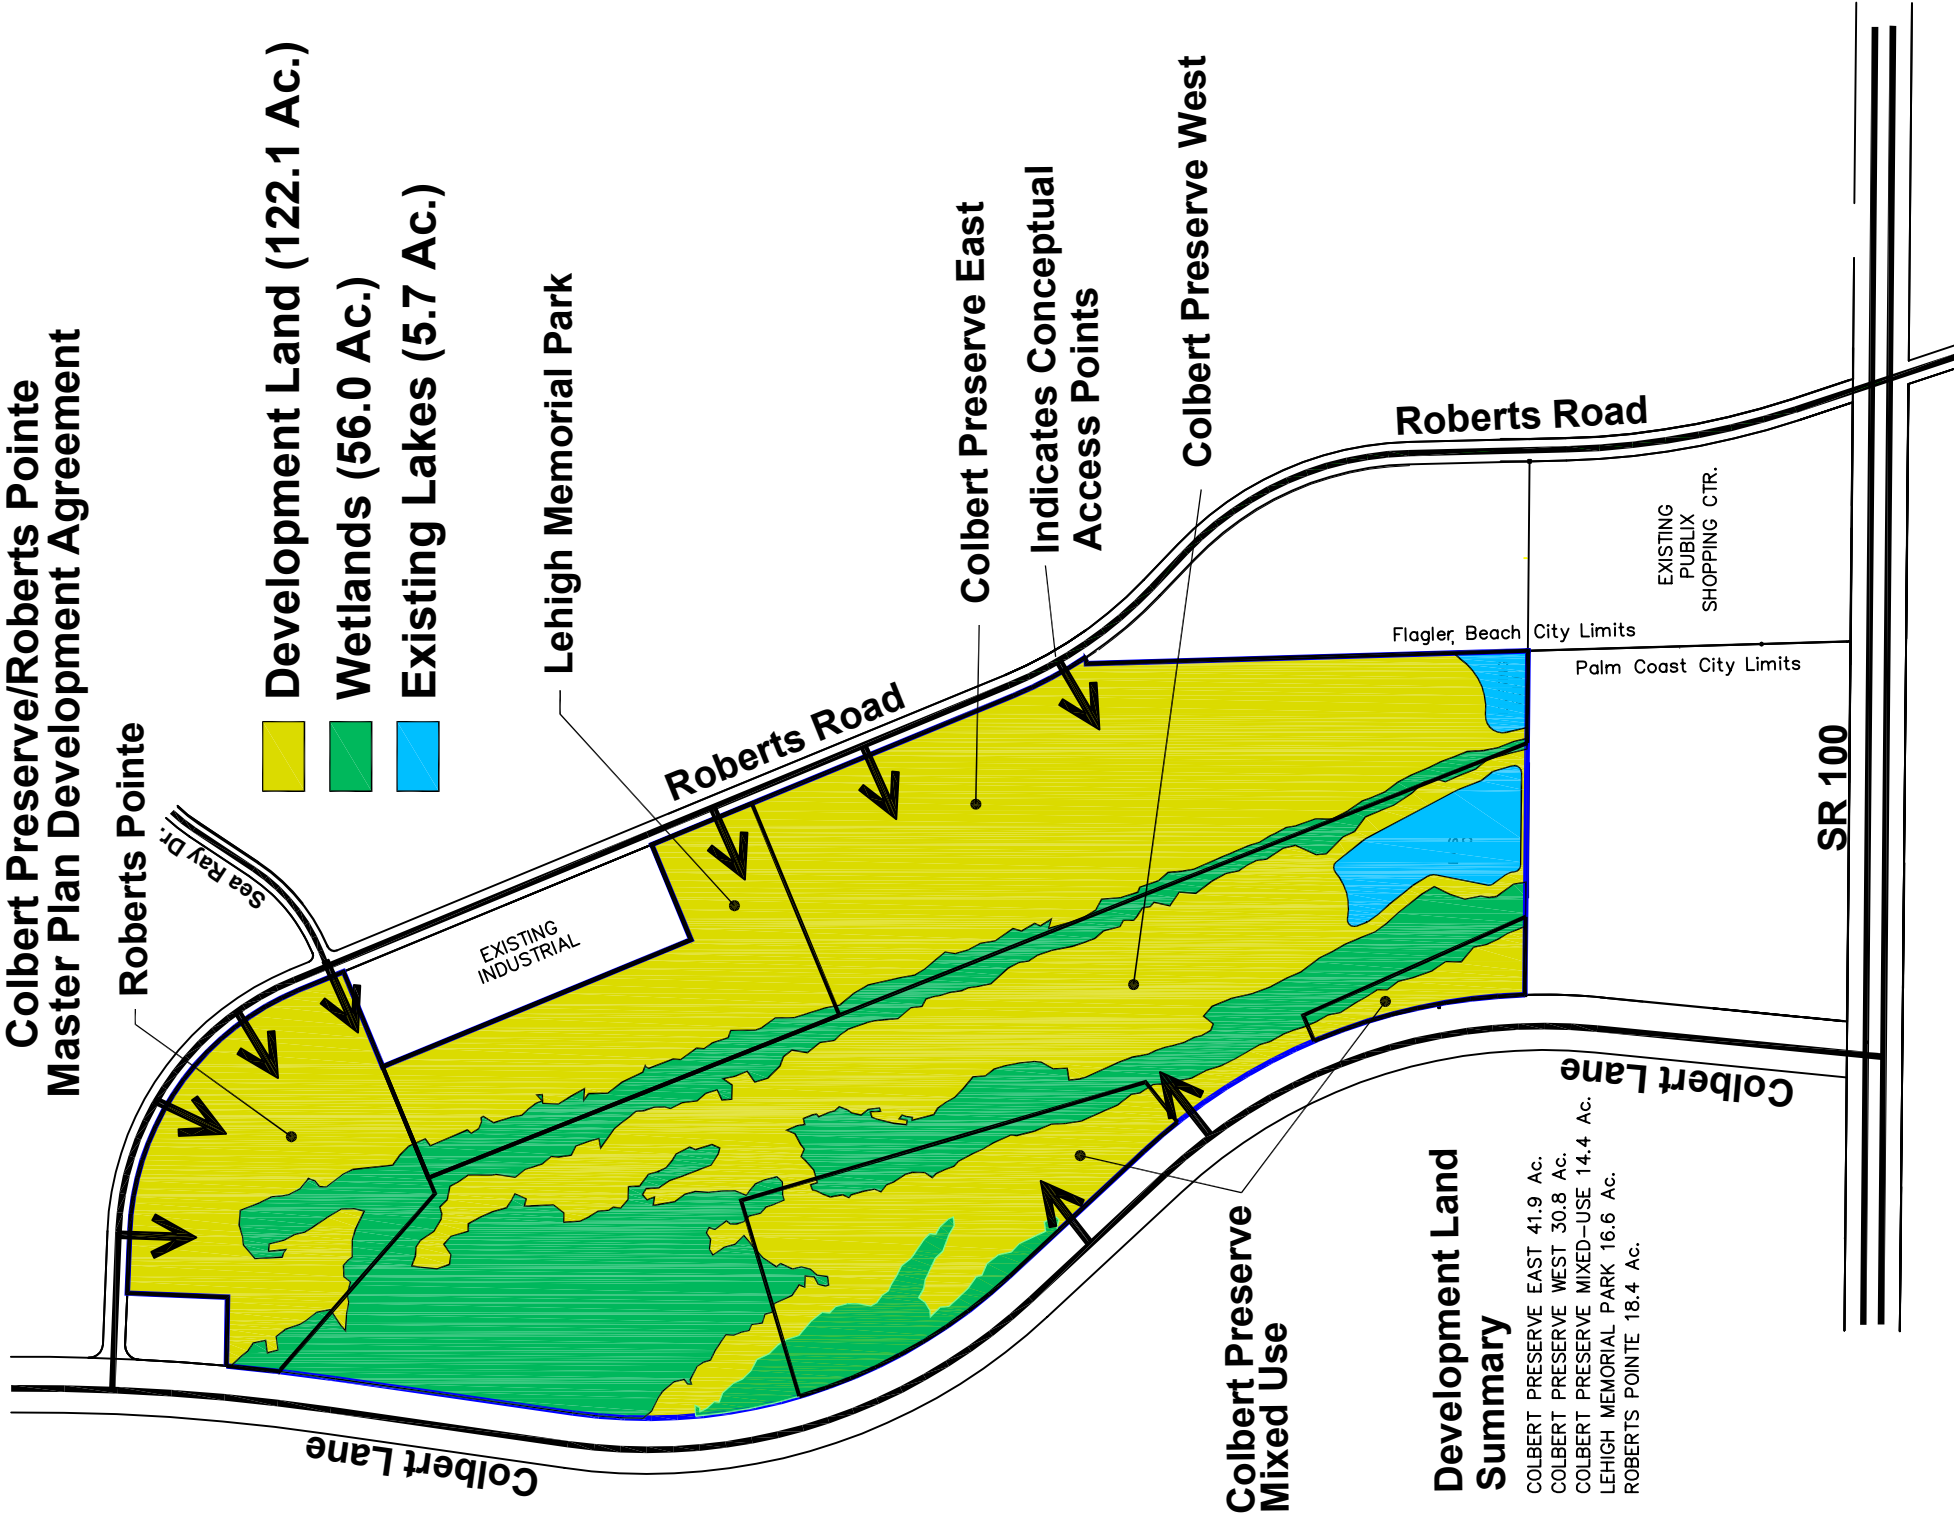 Colbert Preserve/Roberts Pointe
Master Plan Development Agreement
Roberts Pointe
Sea Ray Dr.
Development Land (122.1 Ac.)
Wetlands (56.0 Ac.)
Existing Lakes (5.7 Ac.)
Lehigh Memorial Park
Roberts Road
EXISTING
INDUSTRIAL
Colbert Preserve East
Indicates Conceptual
Access Points
Colbert Preserve West
Roberts Road
Flagler Beach City Limits
Palm Coast City Limits
EXISTING
PUBLIX
SHOPPING CTR.
SR 100
Colbert Lane
Colbert Lane
Colbert Preserve
Mixed Use
Development Land
Summary
COLBERT PRESERVE EAST 41.9 Ac.
COLBERT PRESERVE WEST 30.8 Ac.
COLBERT PRESERVE MIXED-USE 14.4 Ac.
LEHIGH MEMORIAL PARK 16.6 Ac.
ROBERTS POINTE 18.4 Ac.